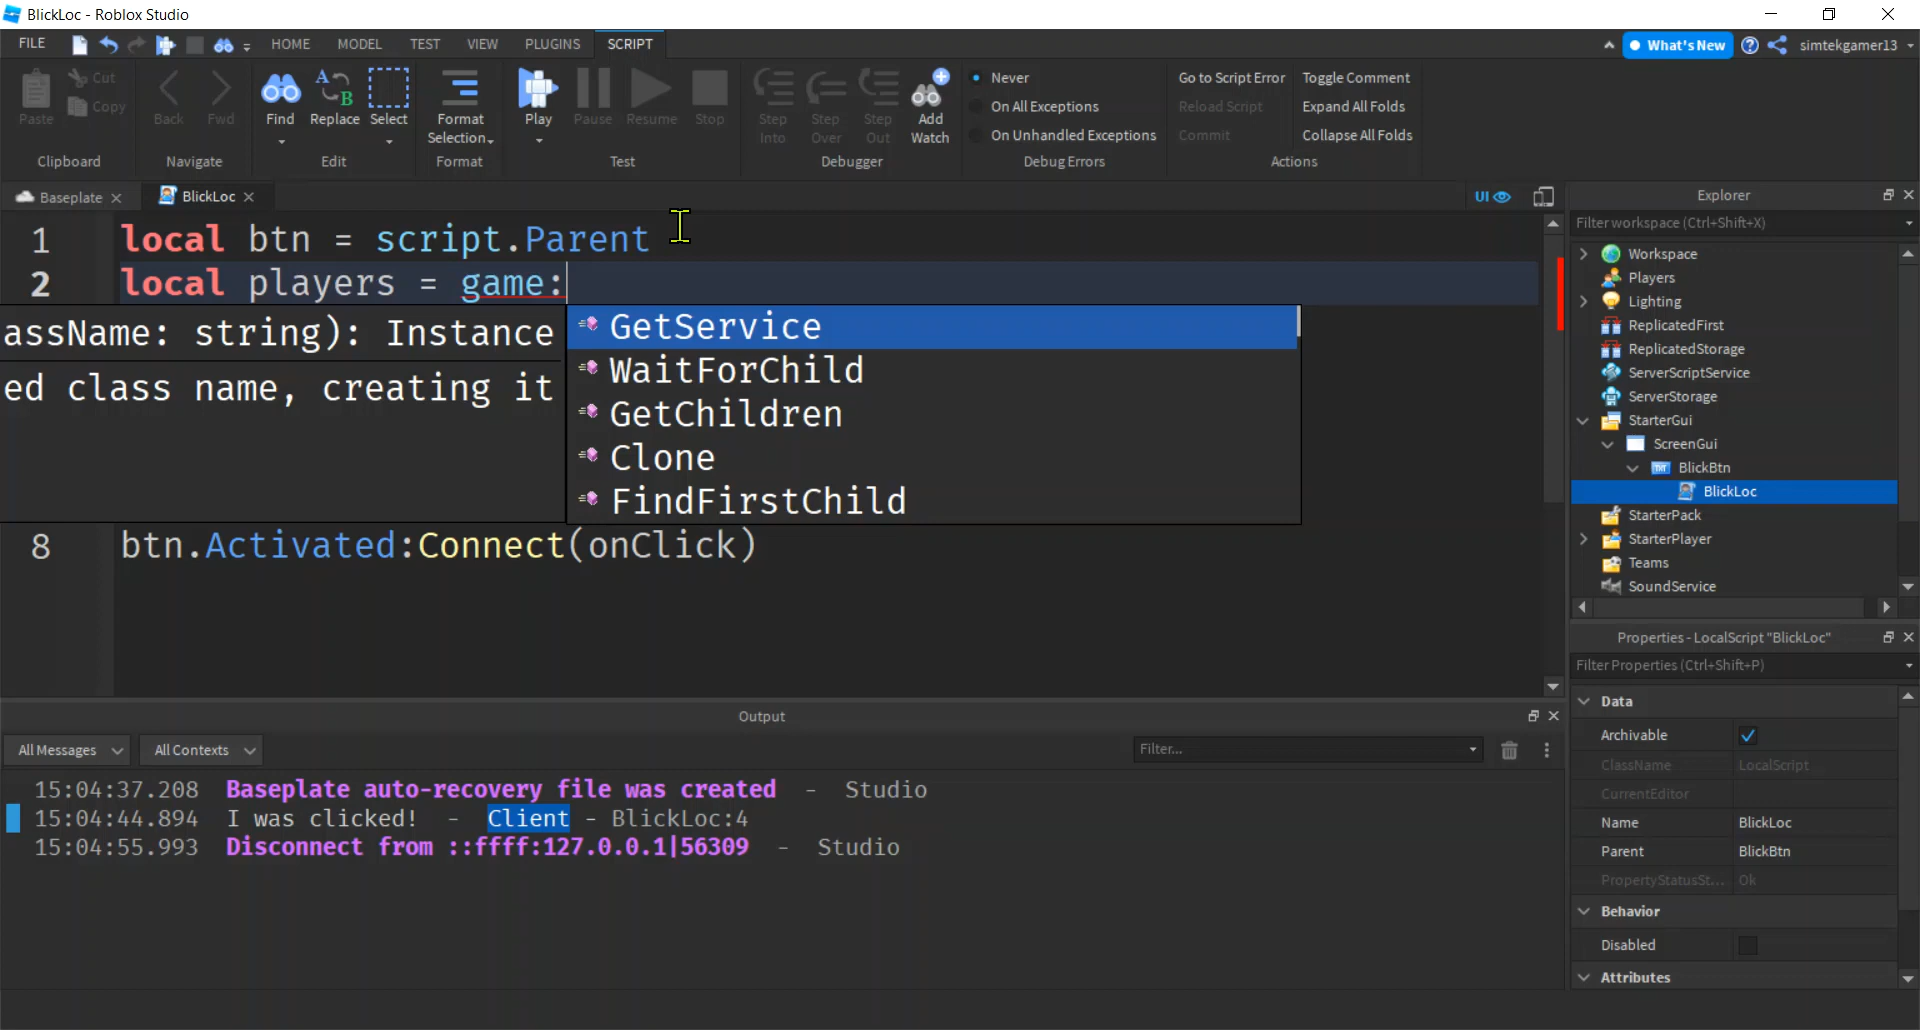 BlickLoc - Roblox Studio
FILE HOME MODEL TEST VIEW PLUGINS SCRIPT What's New simtekgamer13
Paste Cut Copy Back Fwd Find Replace Select Format Selection Play Pause Resume Stop Step Into Step Over Step Out Add Watch
Never Go to Script Error Toggle Comment
On All Exceptions Reload Script Expand All Folds
On Unhandled Exceptions Commit Collapse All Folds
Clipboard Navigate Edit Format Test Debugger Debug Errors Actions
Baseplate BlickLoc UI
1 local btn = script.Parent
2 local players = game:
assName: string): Instance
ed class name, creating it
GetService
WaitForChild
GetChildren
Clone
FindFirstChild
8 btn.Activated:Connect(onClick)
Output
All Messages All Contexts Filter...
15:04:37.208 Baseplate auto-recovery file was created - Studio
15:04:44.894 I was clicked! - Client - BlickLoc:4
15:04:55.993 Disconnect from ::ffff:127.0.0.1|56309 - Studio
Explorer
Filter workspace (Ctrl+Shift+X)
Workspace
Players
Lighting
ReplicatedFirst
ReplicatedStorage
ServerScriptService
ServerStorage
StarterGui
ScreenGui
BlickBtn
BlickLoc
StarterPack
StarterPlayer
Teams
SoundService
Properties - LocalScript "BlickLoc"
Filter Properties (Ctrl+Shift+P)
Data
Archivable
ClassName LocalScript
CurrentEditor
Name BlickLoc
Parent BlickBtn
PropertyStatusSt... Ok
Behavior
Disabled
Attributes